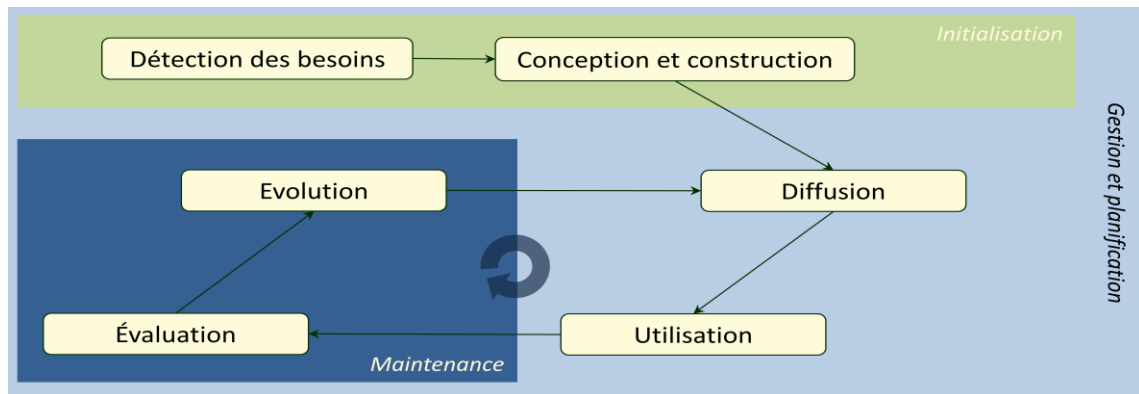 Initialisation
Détection des besoins
Conception et construction
Gestion et planification
Evolution
Diffusion
Évaluation
Utilisation
Maintenance